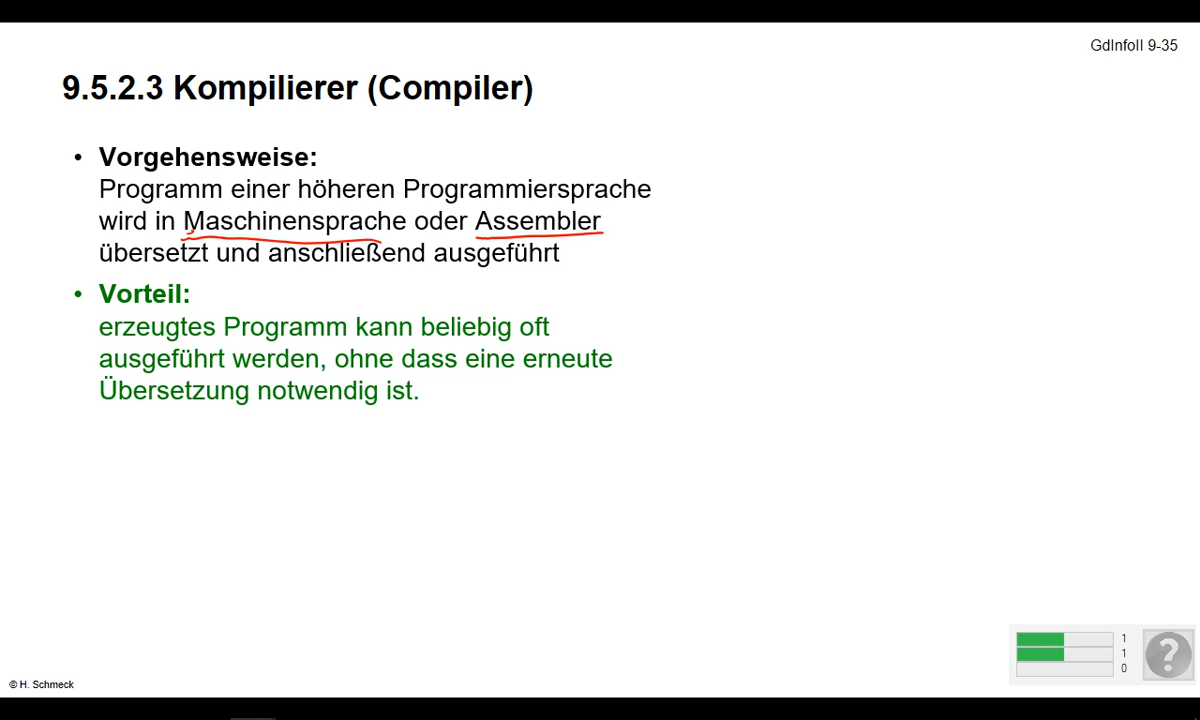 GdInfoII 9-35
9.5.2.3 Kompilierer (Compiler)
• Vorgehensweise:
Programm einer höheren Programmiersprache
wird in Maschinensprache oder Assembler
übersetzt und anschließend ausgeführt
• Vorteil:
erzeugtes Programm kann beliebig oft
ausgeführt werden, ohne dass eine erneute
Übersetzung notwendig ist.
1
1
0
?
© H. Schmeck